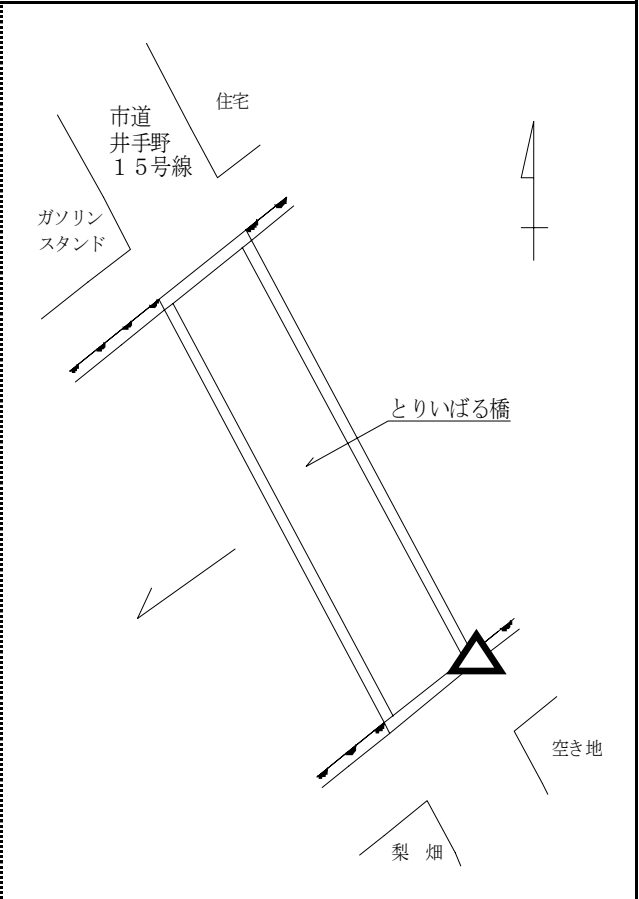 住宅
市道
井手野
１５号線
ガソリン
スタンド
とりいばる橋
空き地
梨 畑